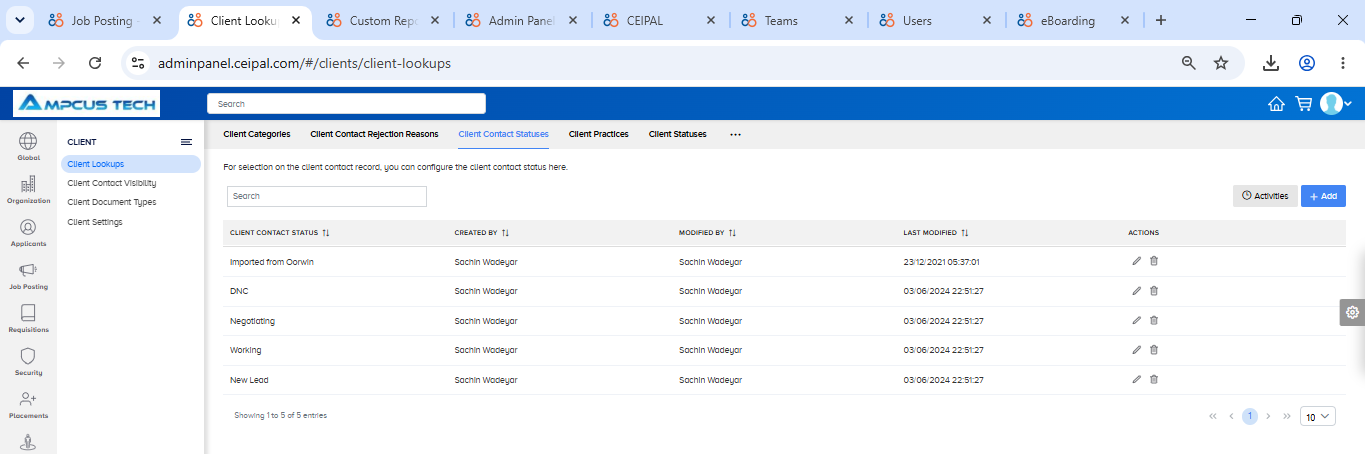 Job Posting -
Client Looku
Custom Repo
Admin Panel
CEIPAL
Teams
Users
eBoarding
adminpanel.ceipal.com/#/clients/client-lookups
AMPCUS TECH
Search
Global
Organization
Applicants
Job Posting
Requisitions
Security
Placements
CLIENT
Client Lookups
Client Contact Visibility
Client Document Types
Client Settings
Client Categories Client Contact Rejection Reasons Client Contact Statuses Client Practices Client Statuses ...
For selection on the client contact record, you can configure the client contact status here.
Search
Activities
+ Add
CLIENT CONTACT STATUS CREATED BY MODIFIED BY LAST MODIFIED ACTIONS
Imported from Oorwin Sachin Wadeyar Sachin Wadeyar 23/12/2021 05:37:01
DNC Sachin Wadeyar Sachin Wadeyar 03/06/2024 22:51:27
Negotiating Sachin Wadeyar Sachin Wadeyar 03/06/2024 22:51:27
Working Sachin Wadeyar Sachin Wadeyar 03/06/2024 22:51:27
New Lead Sachin Wadeyar Sachin Wadeyar 03/06/2024 22:51:27
Showing 1 to 5 of 5 entries
« ‹ 1 › » 10